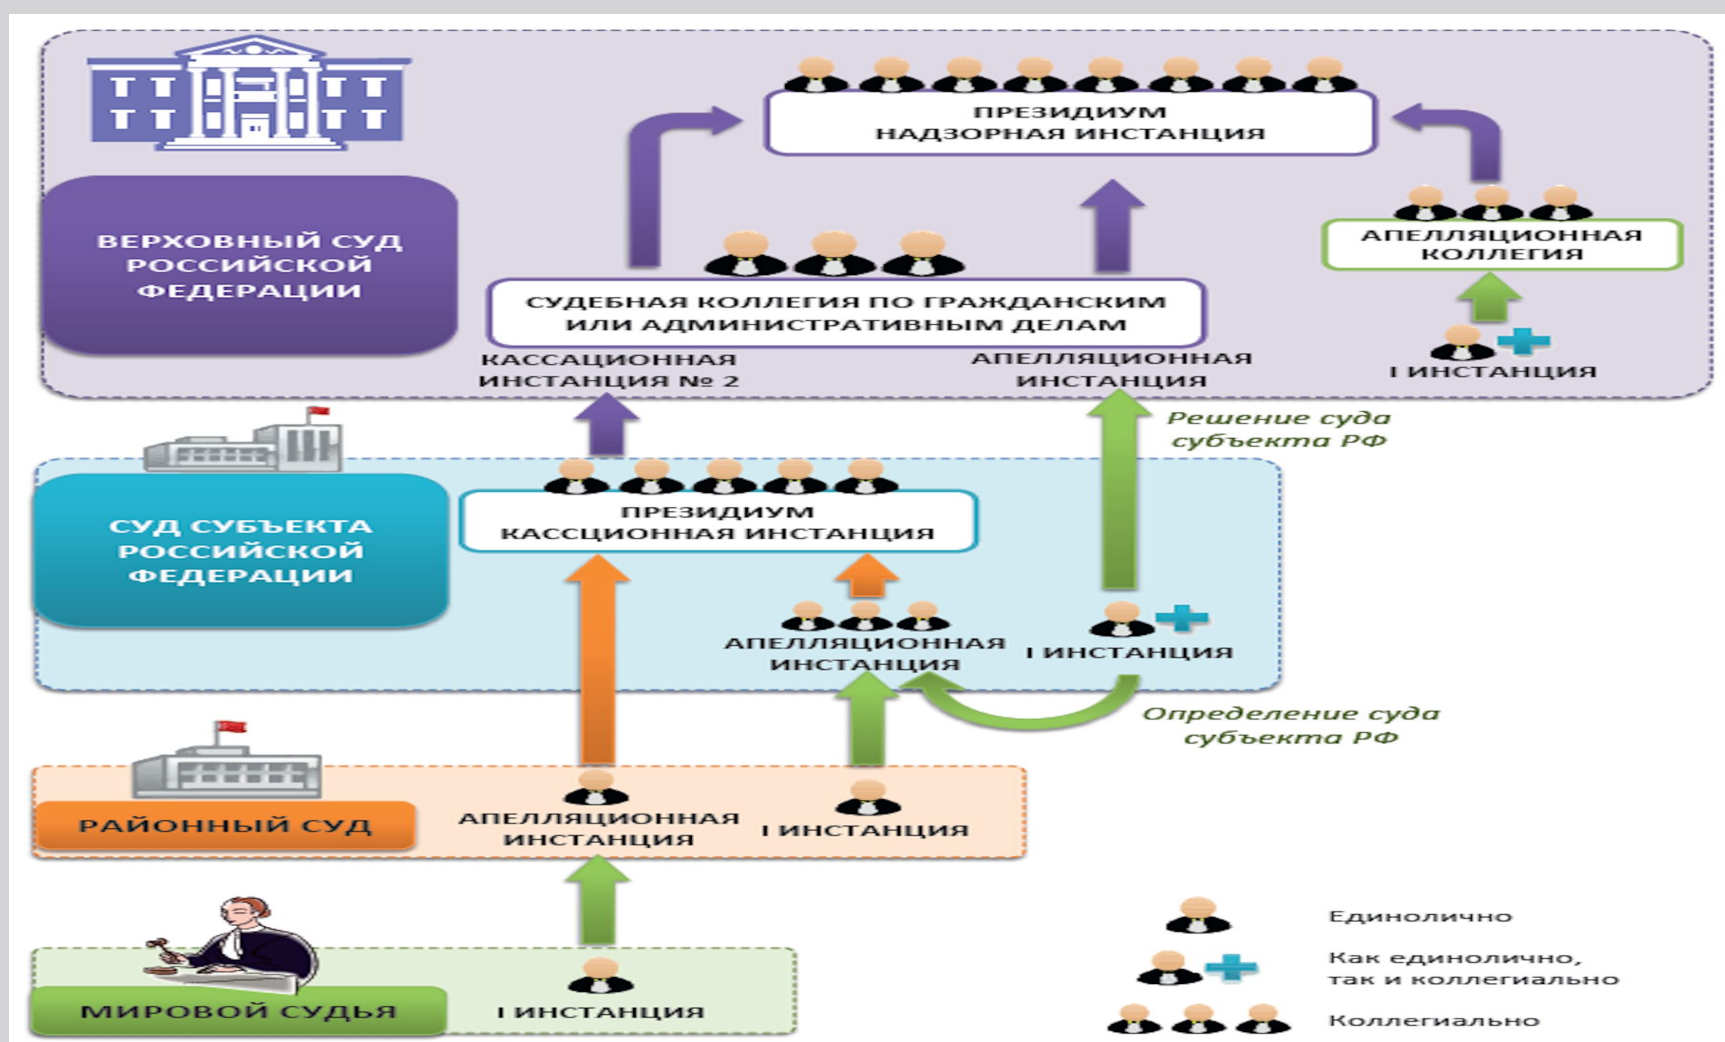 ПРЕЗИДИУМ
НАДЗОРНАЯ ИНСТАНЦИЯ
ВЕРХОВНЫЙ СУД
РОССИЙСКОЙ
ФЕДЕРАЦИИ
АПЕЛЛЯЦИОННАЯ
КОЛЛЕГИЯ
СУДЕБНАЯ КОЛЛЕГИЯ ПО ГРАЖДАНСКИМ
ИЛИ АДМИНИСТРАТИВНЫМ ДЕЛАМ
КАССАЦИОННАЯ
ИНСТАНЦИЯ № 2
АПЕЛЛЯЦИОННАЯ
ИНСТАНЦИЯ
I ИНСТАНЦИЯ
Решение суда
субъекта РФ
СУД СУБЪЕКТА
РОССИЙСКОЙ
ФЕДЕРАЦИИ
ПРЕЗИДИУМ
КАССЦИОННАЯ ИНСТАНЦИЯ
АПЕЛЛЯЦИОННАЯ
ИНСТАНЦИЯ
I ИНСТАНЦИЯ
Определение суда
субъекта РФ
РАЙОННЫЙ СУД
АПЕЛЛЯЦИОННАЯ
ИНСТАНЦИЯ
I ИНСТАНЦИЯ
МИРОВОЙ СУДЬЯ
I ИНСТАНЦИЯ
Единолично
Как единолично,
так и коллегиально
Коллегиально